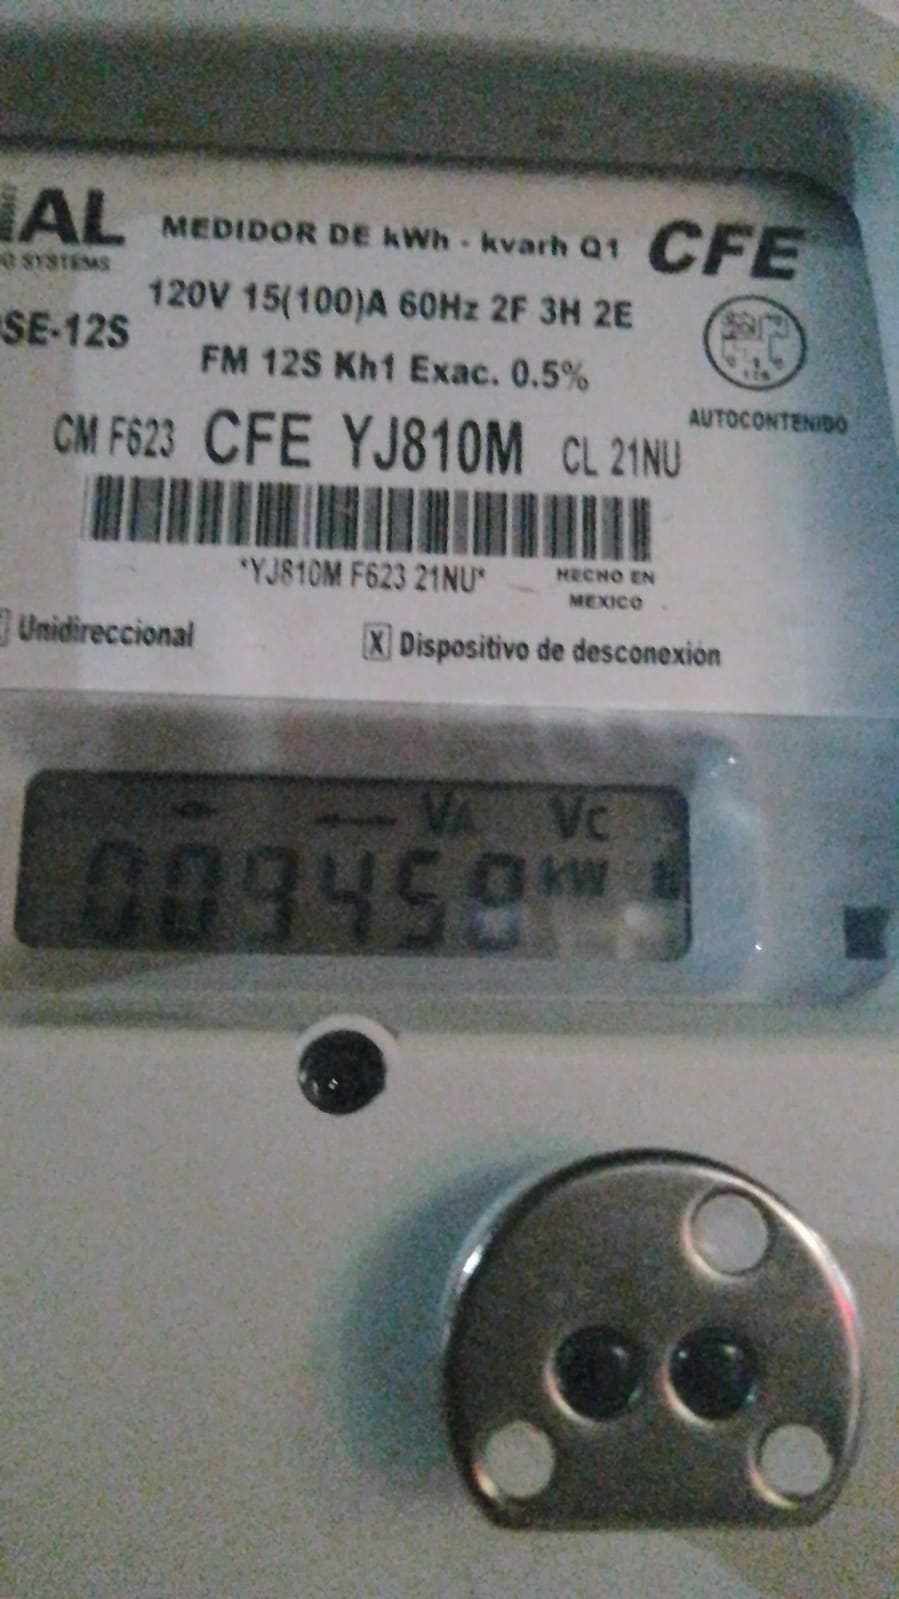 IAL MEDIDOR DE kWh - kvarh Q1 CFE
SYSTEMS
120V 15(100)A 60Hz 2F 3H 2E
SE-12S
FM 12S Kh1 Exac. 0.5%
AUTOCONTENIDO
CM F623 CFE YJ810M CL 21NU
*YJ810M F623 21NU*
HECHO EN
MEXICO
Unidireccional
X Dispositivo de desconexión
VA VC
009458 kW